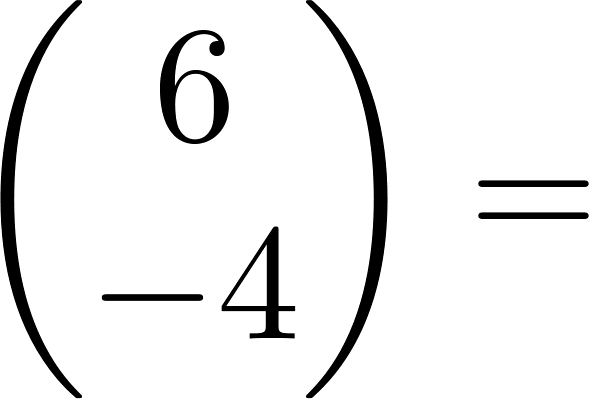 ( 6
−4 ) =